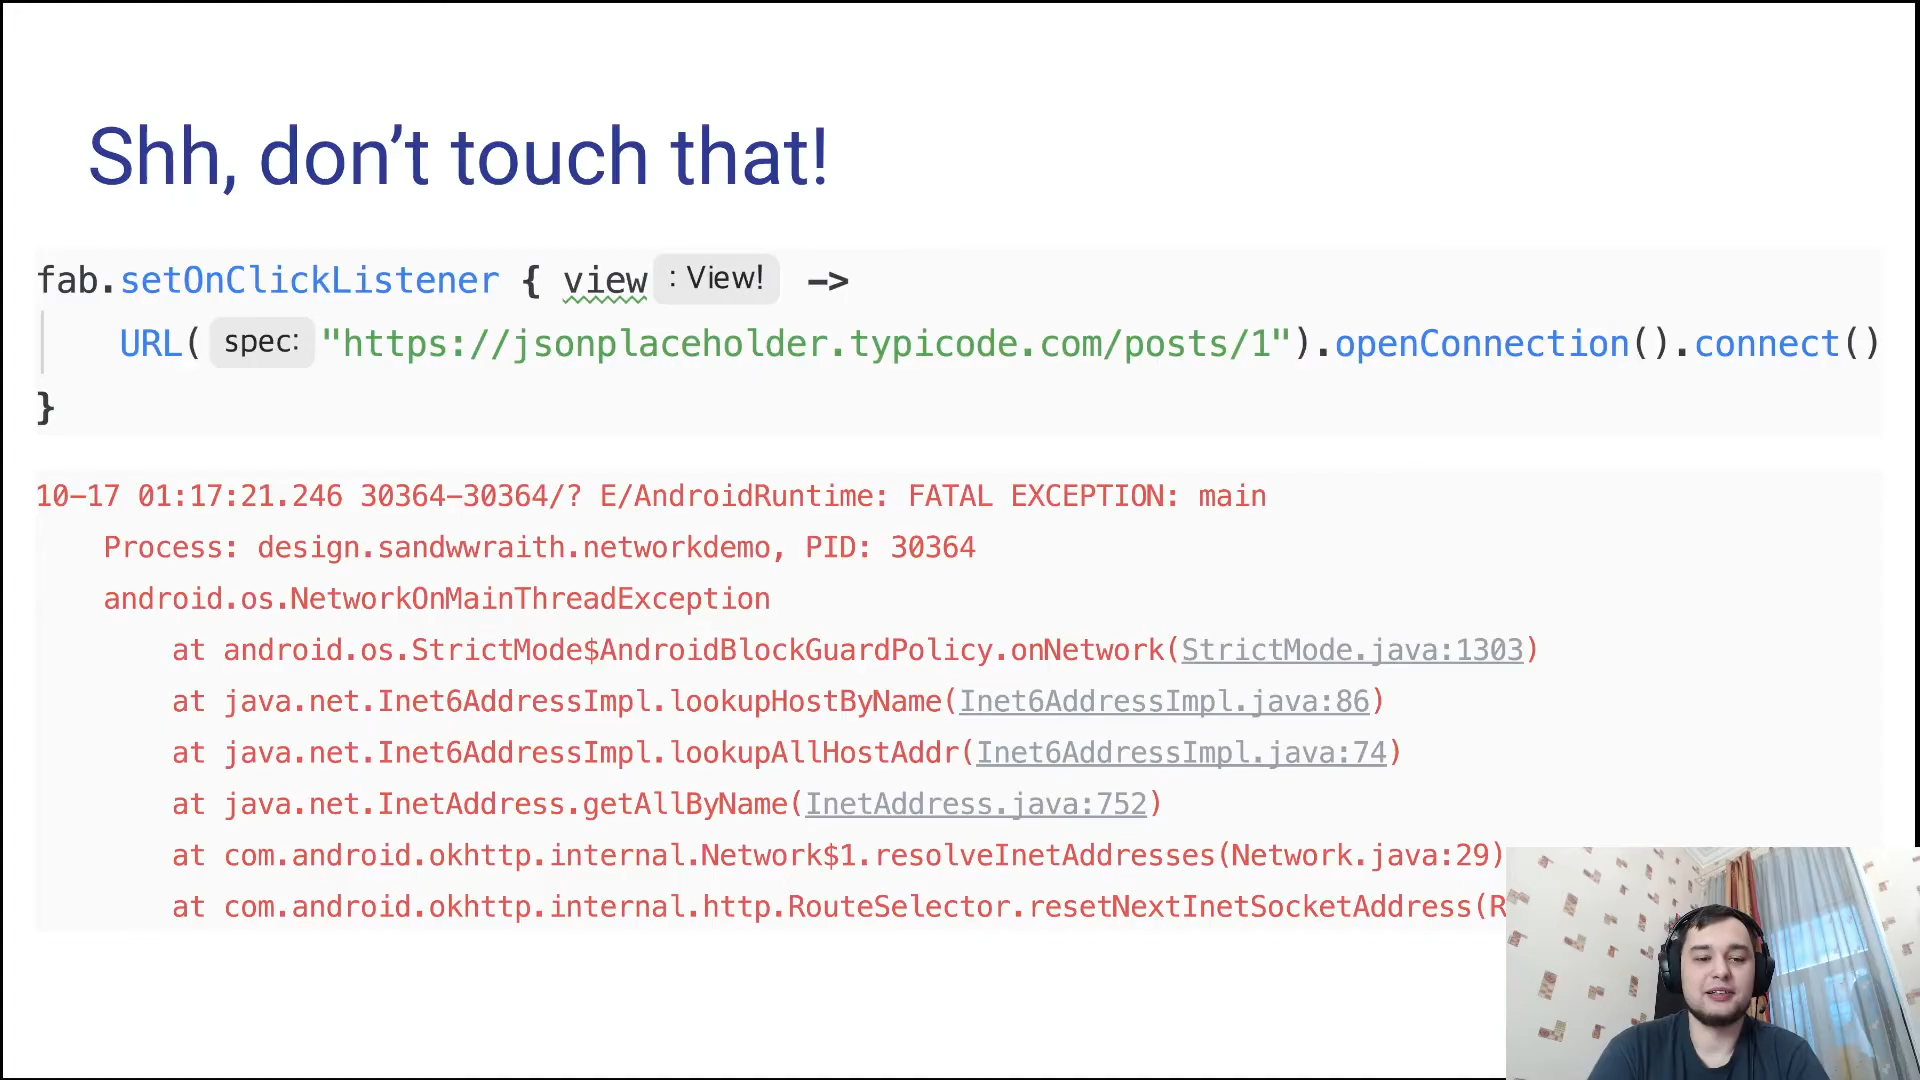 Shh, don’t touch that!
fab.setOnClickListener { view : View! ->
URL( spec: "https://jsonplaceholder.typicode.com/posts/1").openConnection().connect()
}
10-17 01:17:21.246 30364-30364/? E/AndroidRuntime: FATAL EXCEPTION: main
Process: design.sandwwraith.networkdemo, PID: 30364
android.os.NetworkOnMainThreadException
at android.os.StrictMode$AndroidBlockGuardPolicy.onNetwork(StrictMode.java:1303)
at java.net.Inet6AddressImpl.lookupHostByName(Inet6AddressImpl.java:86)
at java.net.Inet6AddressImpl.lookupAllHostAddr(Inet6AddressImpl.java:74)
at java.net.InetAddress.getAllByName(InetAddress.java:752)
at com.android.okhttp.internal.Network$1.resolveInetAddresses(Network.java:29)
at com.android.okhttp.internal.http.RouteSelector.resetNextInetSocketAddress(R